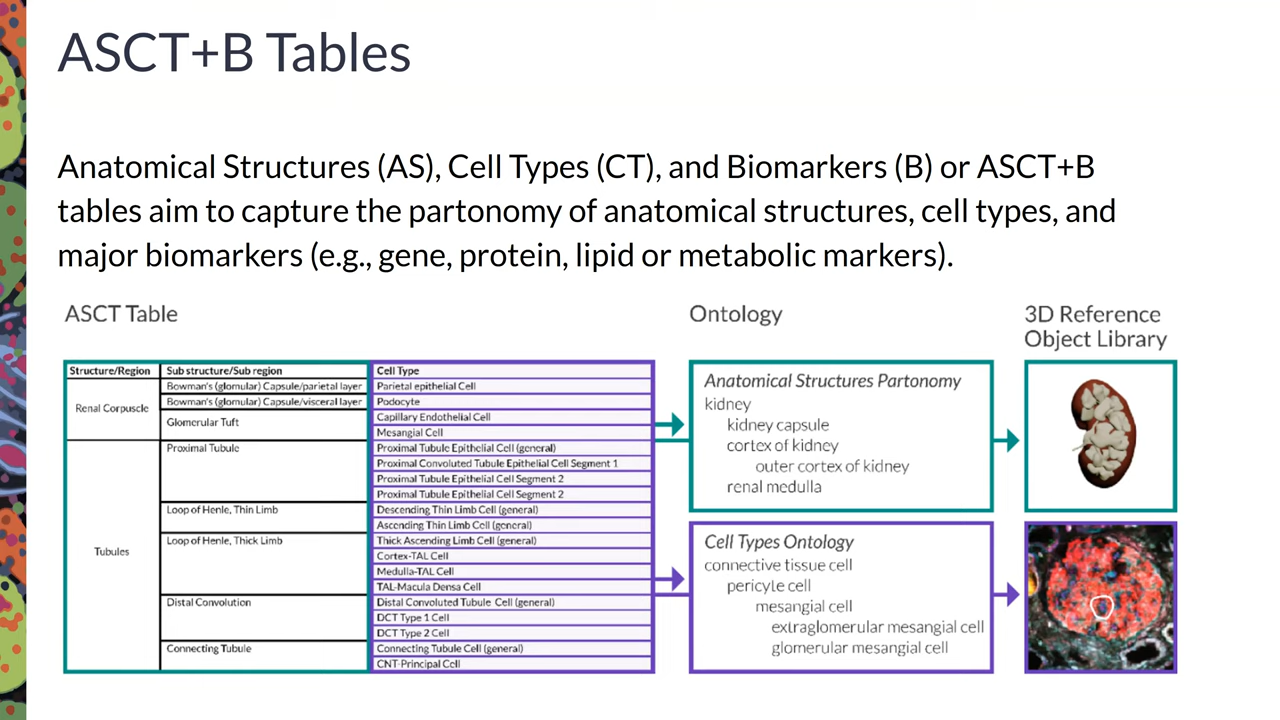 ASCT+B Tables
Anatomical Structures (AS), Cell Types (CT), and Biomarkers (B) or ASCT+B
tables aim to capture the partonomy of anatomical structures, cell types, and
major biomarkers (e.g., gene, protein, lipid or metabolic markers).
ASCT Table
Structure/Region Sub structure/Sub region Cell Type
Renal Corpuscle
Bowman's (glomular) Capsule/parietal layer Parietal epithelial Cell
Bowman's (glomular) Capsule/visceral layer Podocyte
Glomerular Tuft Capillary Endothelial Cell
Mesangial Cell
Tubules
Proximal Tubule Proximal Tubule Epithelial Cell (general)
Proximal Convoluted Tubule Epithelial Cell Segment 1
Proximal Tubule Epithelial Cell Segment 2
Proximal Tubule Epithelial Cell Segment 2
Loop of Henle, Thin Limb Descending Thin Limb Cell (general)
Ascending Thin Limb Cell (general)
Loop of Henle, Thick Limb Thick Ascending Limb Cell (general)
Cortex-TAL Cell
Medulla-TAL Cell
TAL-Macula Densa Cell
Distal Convolution Distal Convoluted Tubule Cell (general)
DCT Type 1 Cell
DCT Type 2 Cell
Connecting Tubule Connecting Tubule Cell (general)
CNT-Principal Cell
Ontology
Anatomical Structures Partonomy
kidney
kidney capsule
cortex of kidney
outer cortex of kidney
renal medulla
Cell Types Ontology
connective tissue cell
pericyte cell
mesangial cell
extraglomerular mesangial cell
glomerular mesangial cell
3D Reference
Object Library